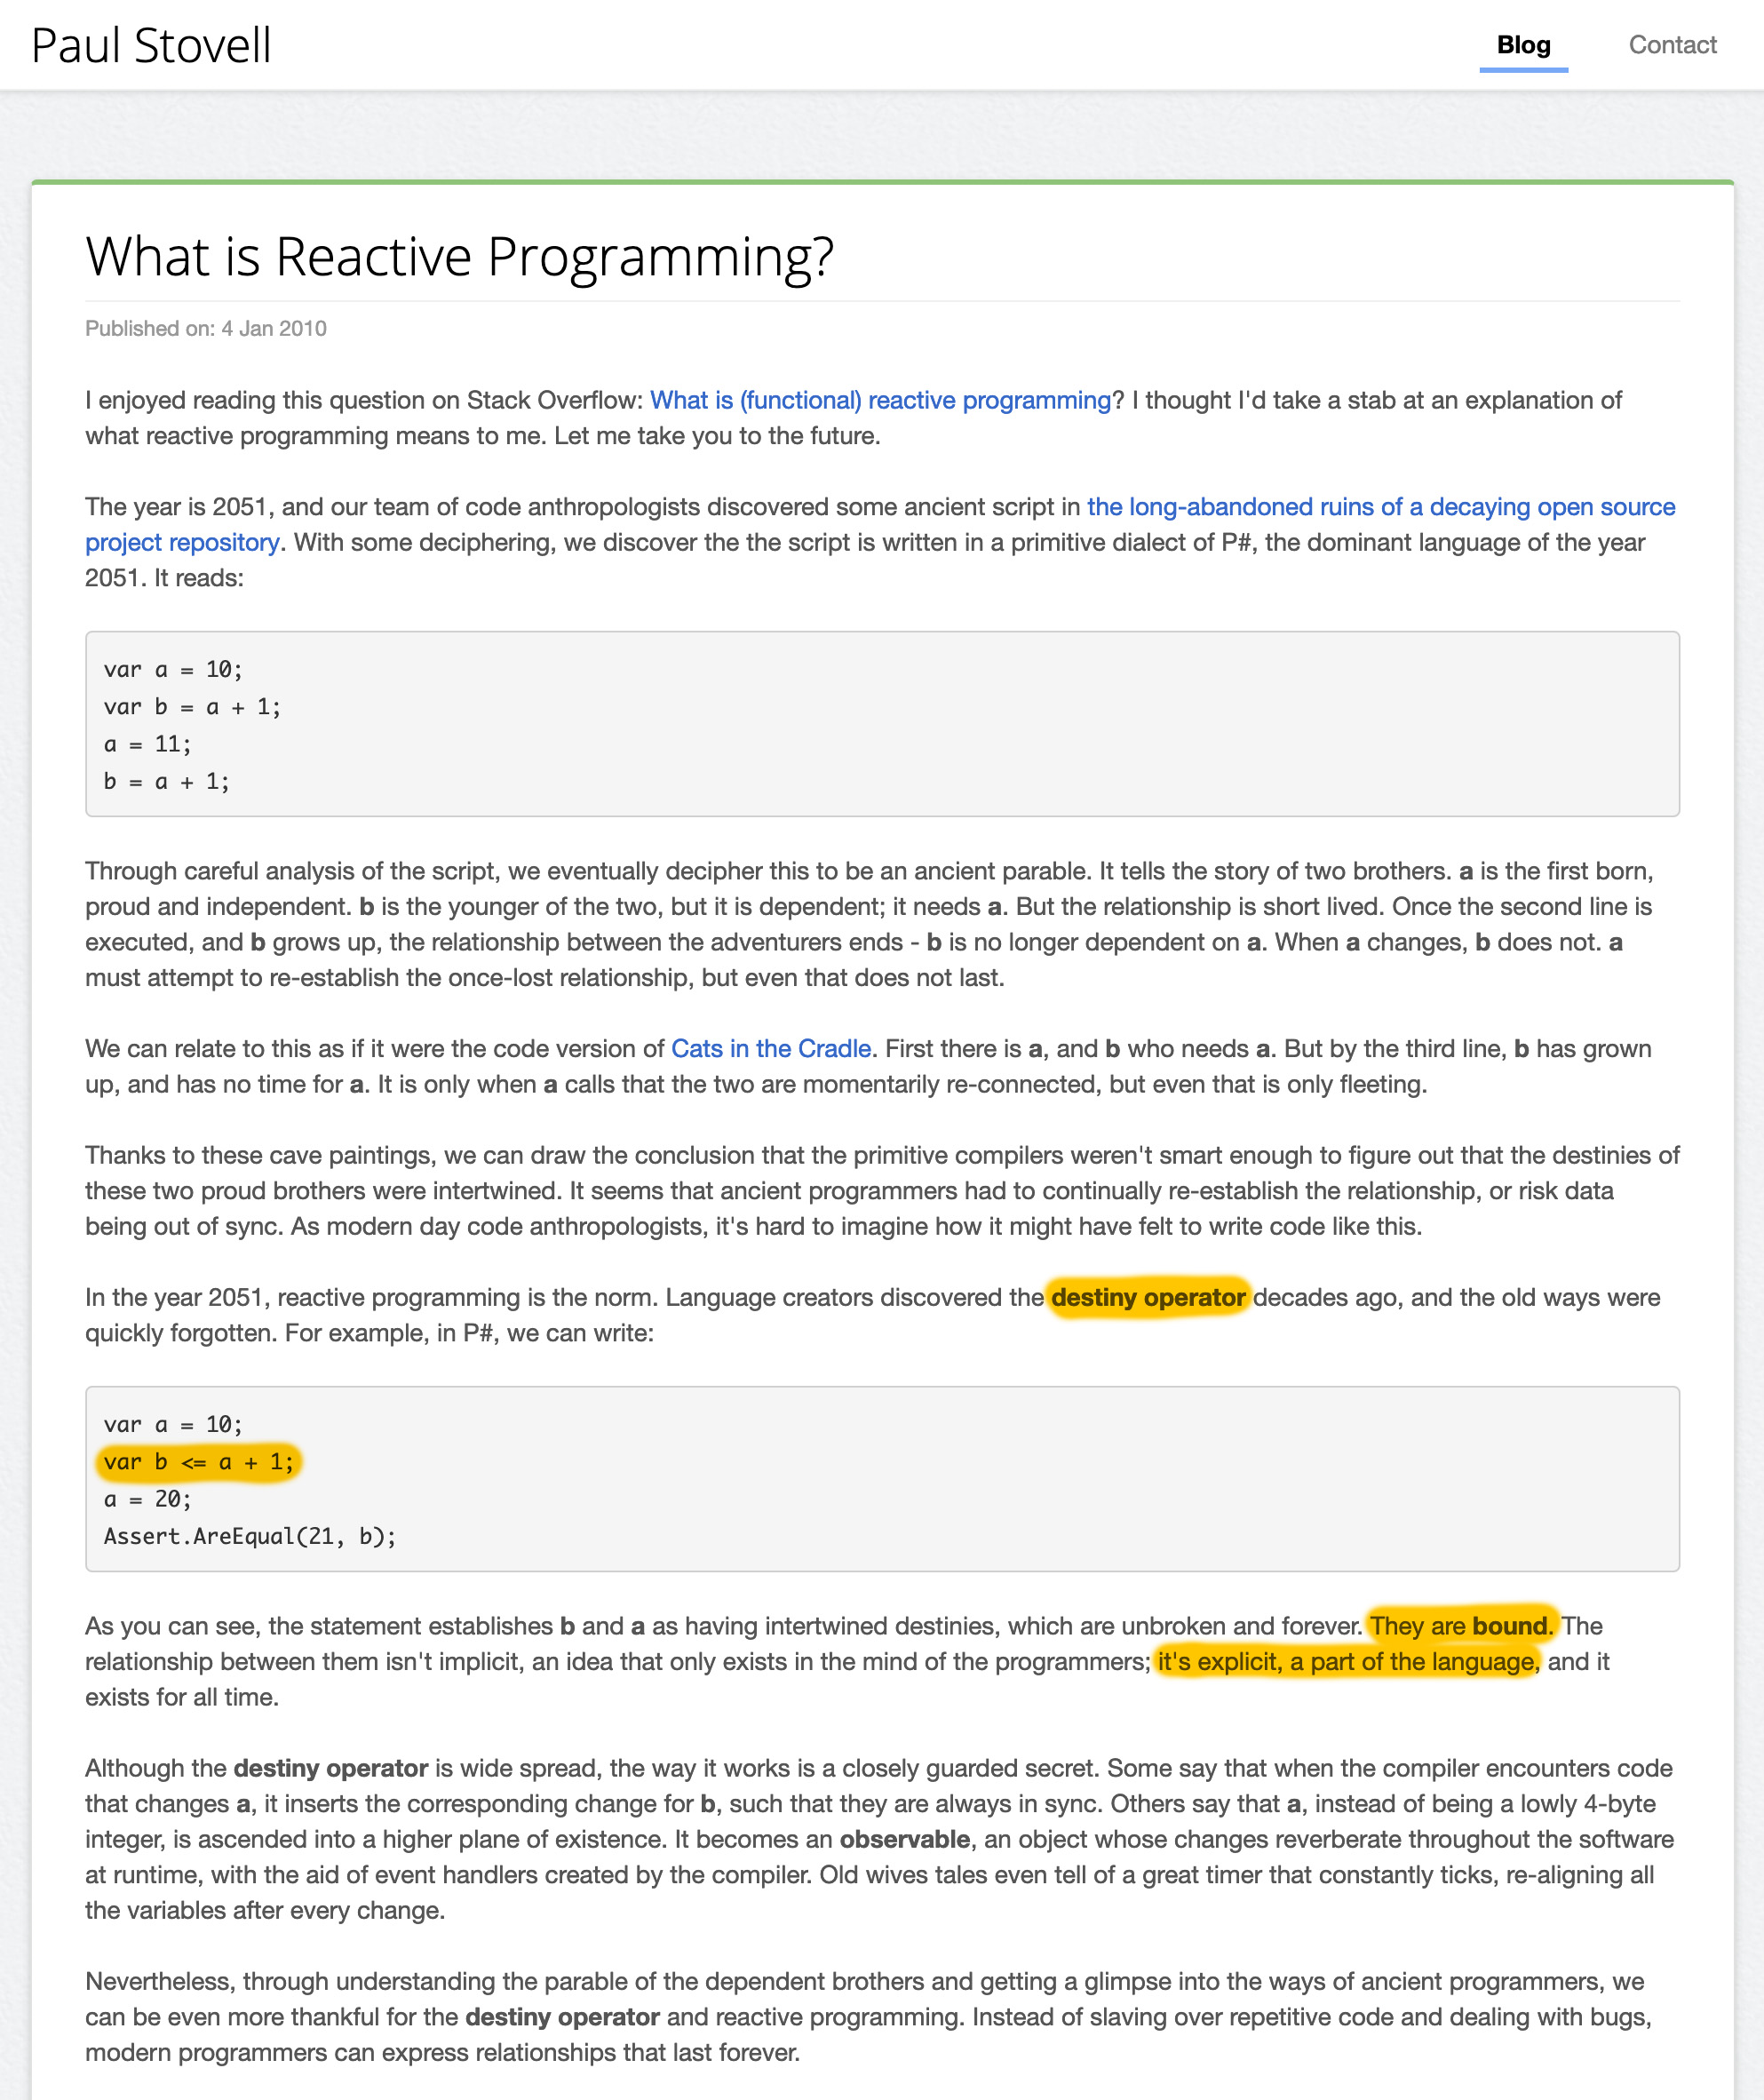 Paul Stovell
Blog
Contact
What is Reactive Programming?
Published on: 4 Jan 2010
I enjoyed reading this question on Stack Overflow: What is (functional) reactive programming? I thought I'd take a stab at an explanation of
what reactive programming means to me. Let me take you to the future.
The year is 2051, and our team of code anthropologists discovered some ancient script in the long-abandoned ruins of a decaying open source
project repository. With some deciphering, we discover the the script is written in a primitive dialect of P#, the dominant language of the year
2051. It reads:
var a = 10;
var b = a + 1;
a = 11;
b = a + 1;
Through careful analysis of the script, we eventually decipher this to be an ancient parable. It tells the story of two brothers. a is the first born,
proud and independent. b is the younger of the two, but it is dependent; it needs a. But the relationship is short lived. Once the second line is
executed, and b grows up, the relationship between the adventurers ends - b is no longer dependent on a. When a changes, b does not. a
must attempt to re-establish the once-lost relationship, but even that does not last.
We can relate to this as if it were the code version of Cats in the Cradle. First there is a, and b who needs a. But by the third line, b has grown
up, and has no time for a. It is only when a calls that the two are momentarily re-connected, but even that is only fleeting.
Thanks to these cave paintings, we can draw the conclusion that the primitive compilers weren't smart enough to figure out that the destinies of
these two proud brothers were intertwined. It seems that ancient programmers had to continually re-establish the relationship, or risk data
being out of sync. As modern day code anthropologists, it's hard to imagine how it might have felt to write code like this.
In the year 2051, reactive programming is the norm. Language creators discovered the destiny operator decades ago, and the old ways were
quickly forgotten. For example, in P#, we can write:
var a = 10;
var b <= a + 1;
a = 20;
Assert.AreEqual(21, b);
As you can see, the statement establishes b and a as having intertwined destinies, which are unbroken and forever. They are bound. The
relationship between them isn't implicit, an idea that only exists in the mind of the programmers; it's explicit, a part of the language, and it
exists for all time.
Although the destiny operator is wide spread, the way it works is a closely guarded secret. Some say that when the compiler encounters code
that changes a, it inserts the corresponding change for b, such that they are always in sync. Others say that a, instead of being a lowly 4-byte
integer, is ascended into a higher plane of existence. It becomes an observable, an object whose changes reverberate throughout the software
at runtime, with the aid of event handlers created by the compiler. Old wives tales even tell of a great timer that constantly ticks, re-aligning all
the variables after every change.
Nevertheless, through understanding the parable of the dependent brothers and getting a glimpse into the ways of ancient programmers, we
can be even more thankful for the destiny operator and reactive programming. Instead of slaving over repetitive code and dealing with bugs,
modern programmers can express relationships that last forever.